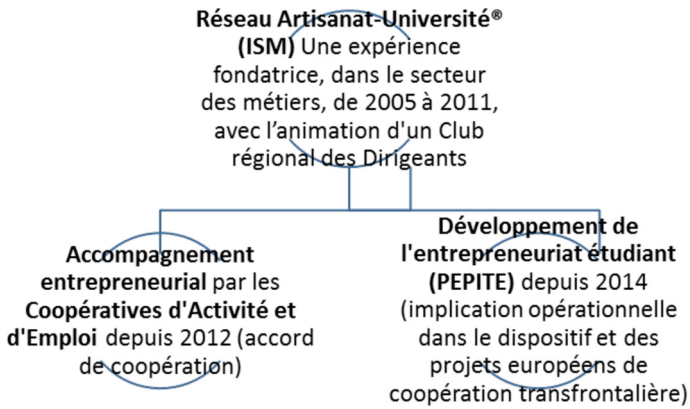 Réseau Artisanat-Université®
(ISM) Une expérience
fondatrice, dans le secteur
des métiers, de 2005 à 2011,
avec l’animation d'un Club
régional des Dirigeants
Accompagnement
entrepreneurial par les
Coopératives d'Activité et
d'Emploi depuis 2012 (accord
de coopération)
Développement de
l'entrepreneuriat étudiant
(PEPITE) depuis 2014
(implication opérationnelle
dans le dispositif et des
projets européens de
coopération transfrontalière)